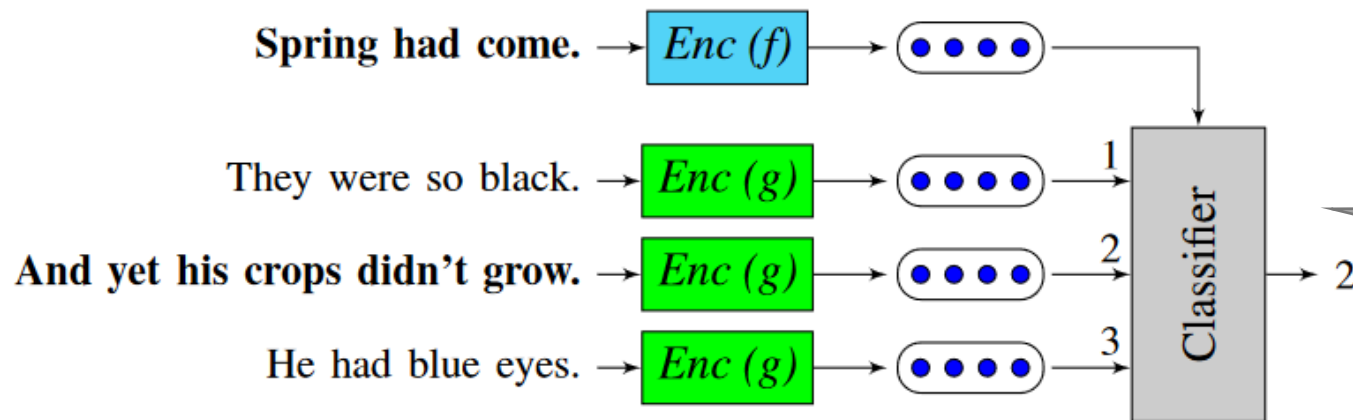 Spring had come. Enc (f)
They were so black. Enc (g) 1
And yet his crops didn't grow. Enc (g) 2
He had blue eyes. Enc (g) 3
Classifier
2